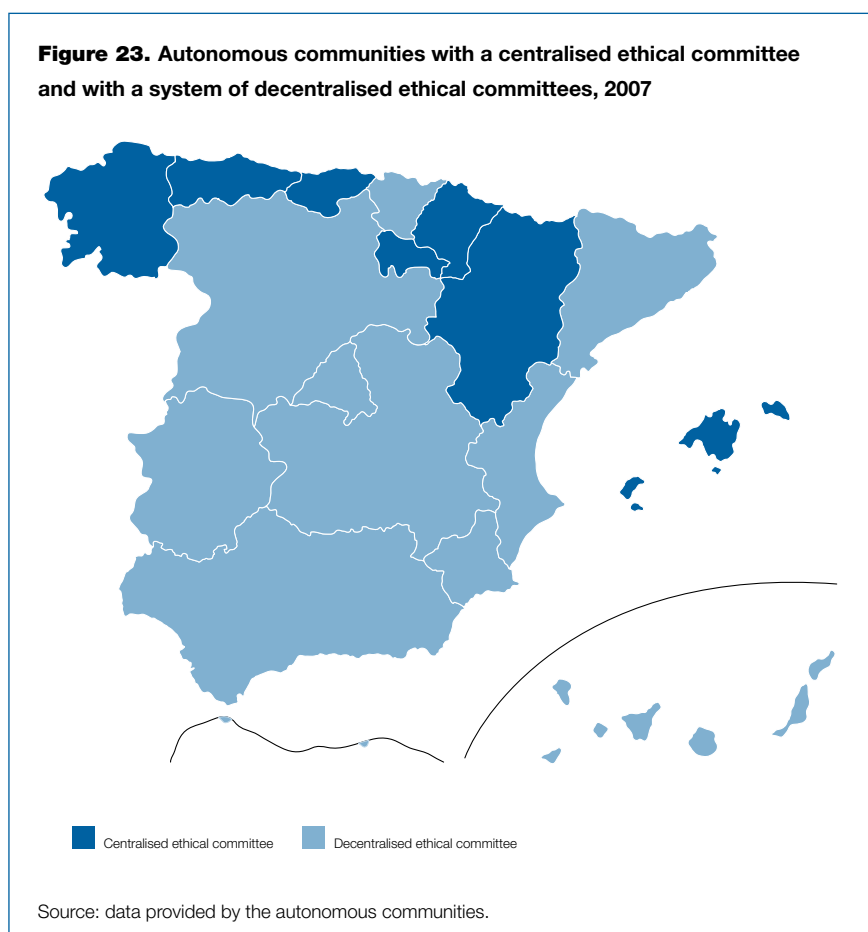 Figure 23. Autonomous communities with a centralised ethical committee
and with a system of decentralised ethical committees, 2007
Centralised ethical committee
Decentralised ethical committee
Source: data provided by the autonomous communities.